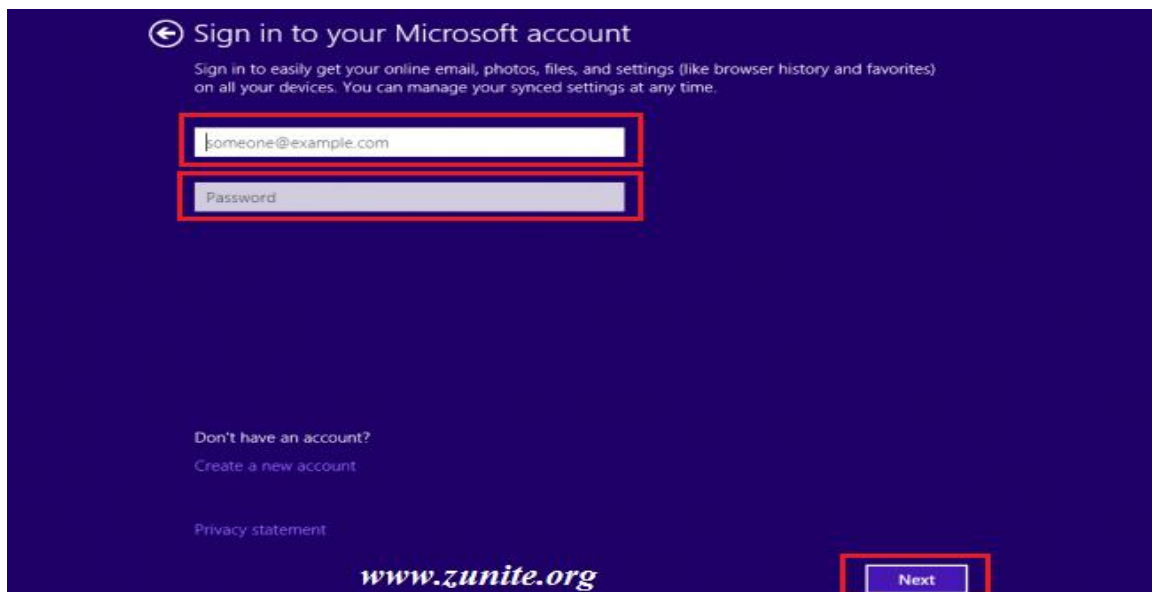 Sign in to your Microsoft account
Sign in to easily get your online email, photos, files, and settings (like browser history and favorites)
on all your devices. You can manage your synced settings at any time.
someone@example.com
Password
Don't have an account?
Create a new account
Privacy statement
www.zunite.org
Next